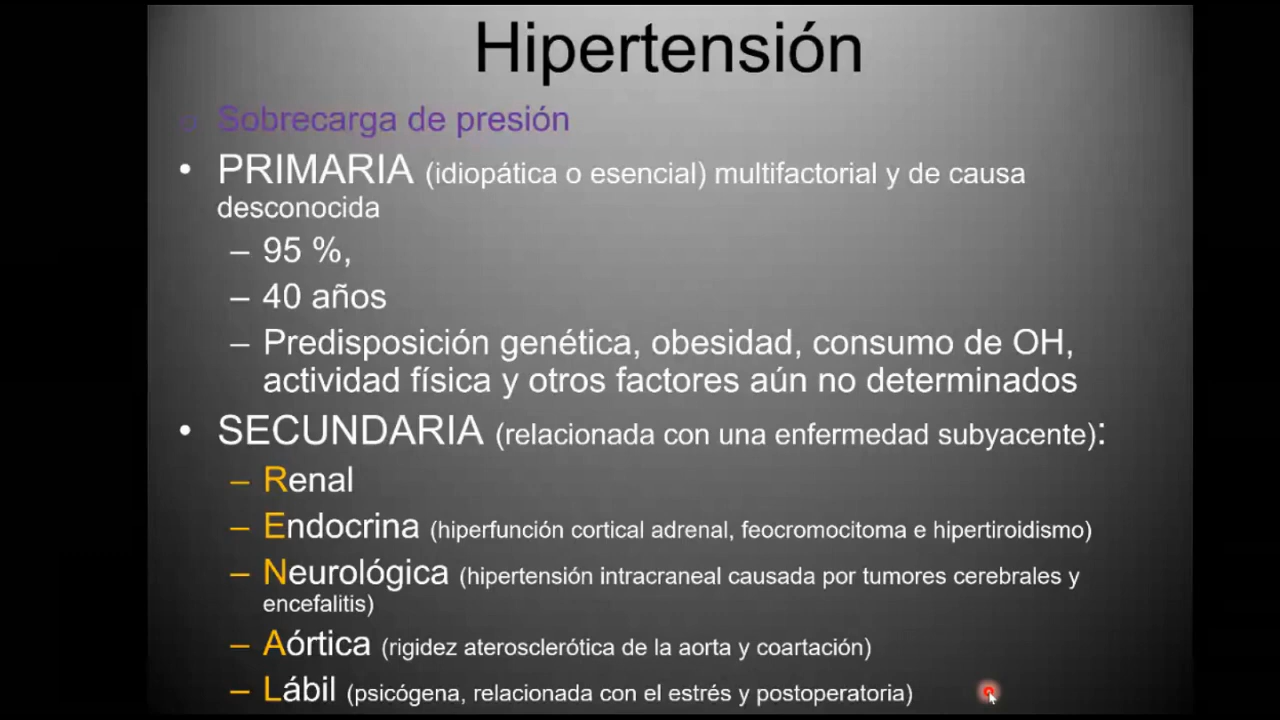 Hipertensión
o Sobrecarga de presión
• PRIMARIA (idiopática o esencial) multifactorial y de causa
desconocida
– 95 %,
– 40 años
– Predisposición genética, obesidad, consumo de OH,
actividad física y otros factores aún no determinados
• SECUNDARIA (relacionada con una enfermedad subyacente):
– Renal
– Endocrina (hiperfunción cortical adrenal, feocromocitoma e hipertiroidismo)
– Neurológica (hipertensión intracraneal causada por tumores cerebrales y
encefalitis)
– Aórtica (rigidez aterosclerótica de la aorta y coartación)
– Lábil (psicógena, relacionada con el estrés y postoperatoria)